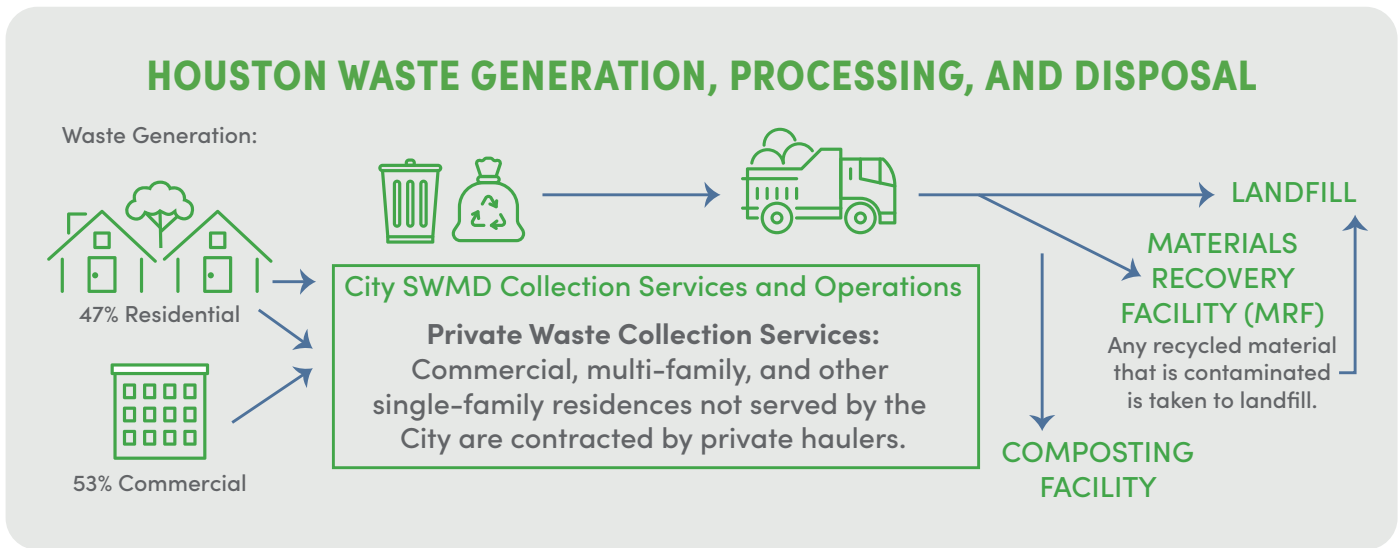 HOUSTON WASTE GENERATION, PROCESSING, AND DISPOSAL
Waste Generation:
47% Residential
53% Commercial
City SWMD Collection Services and Operations
Private Waste Collection Services:
Commercial, multi-family, and other
single-family residences not served by the
City are contracted by private haulers.
LANDFILL
MATERIALS
RECOVERY
FACILITY (MRF)
Any recycled material
that is contaminated
is taken to landfill.
COMPOSTING
FACILITY